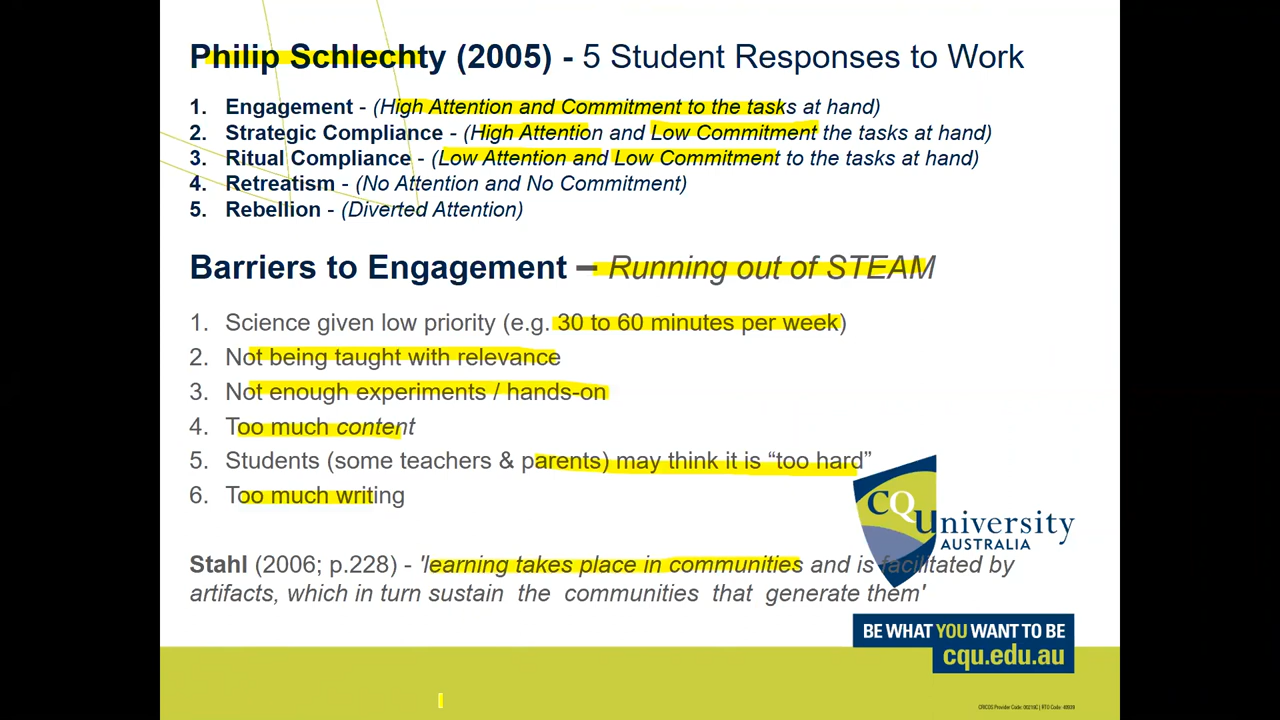 Philip Schlechty (2005) - 5 Student Responses to Work
1. Engagement - (High Attention and Commitment to the tasks at hand)
2. Strategic Compliance - (High Attention and Low Commitment the tasks at hand)
3. Ritual Compliance - (Low Attention and Low Commitment to the tasks at hand)
4. Retreatism - (No Attention and No Commitment)
5. Rebellion - (Diverted Attention)
Barriers to Engagement – Running out of STEAM
1. Science given low priority (e.g. 30 to 60 minutes per week)
2. Not being taught with relevance
3. Not enough experiments / hands-on
4. Too much content
5. Students (some teachers & parents) may think it is “too hard”
6. Too much writing
CQUniversity
AUSTRALIA
Stahl (2006; p.228) - 'learning takes place in communities and is facilitated by
artifacts, which in turn sustain the communities that generate them'
BE WHAT YOU WANT TO BE
cqu.edu.au